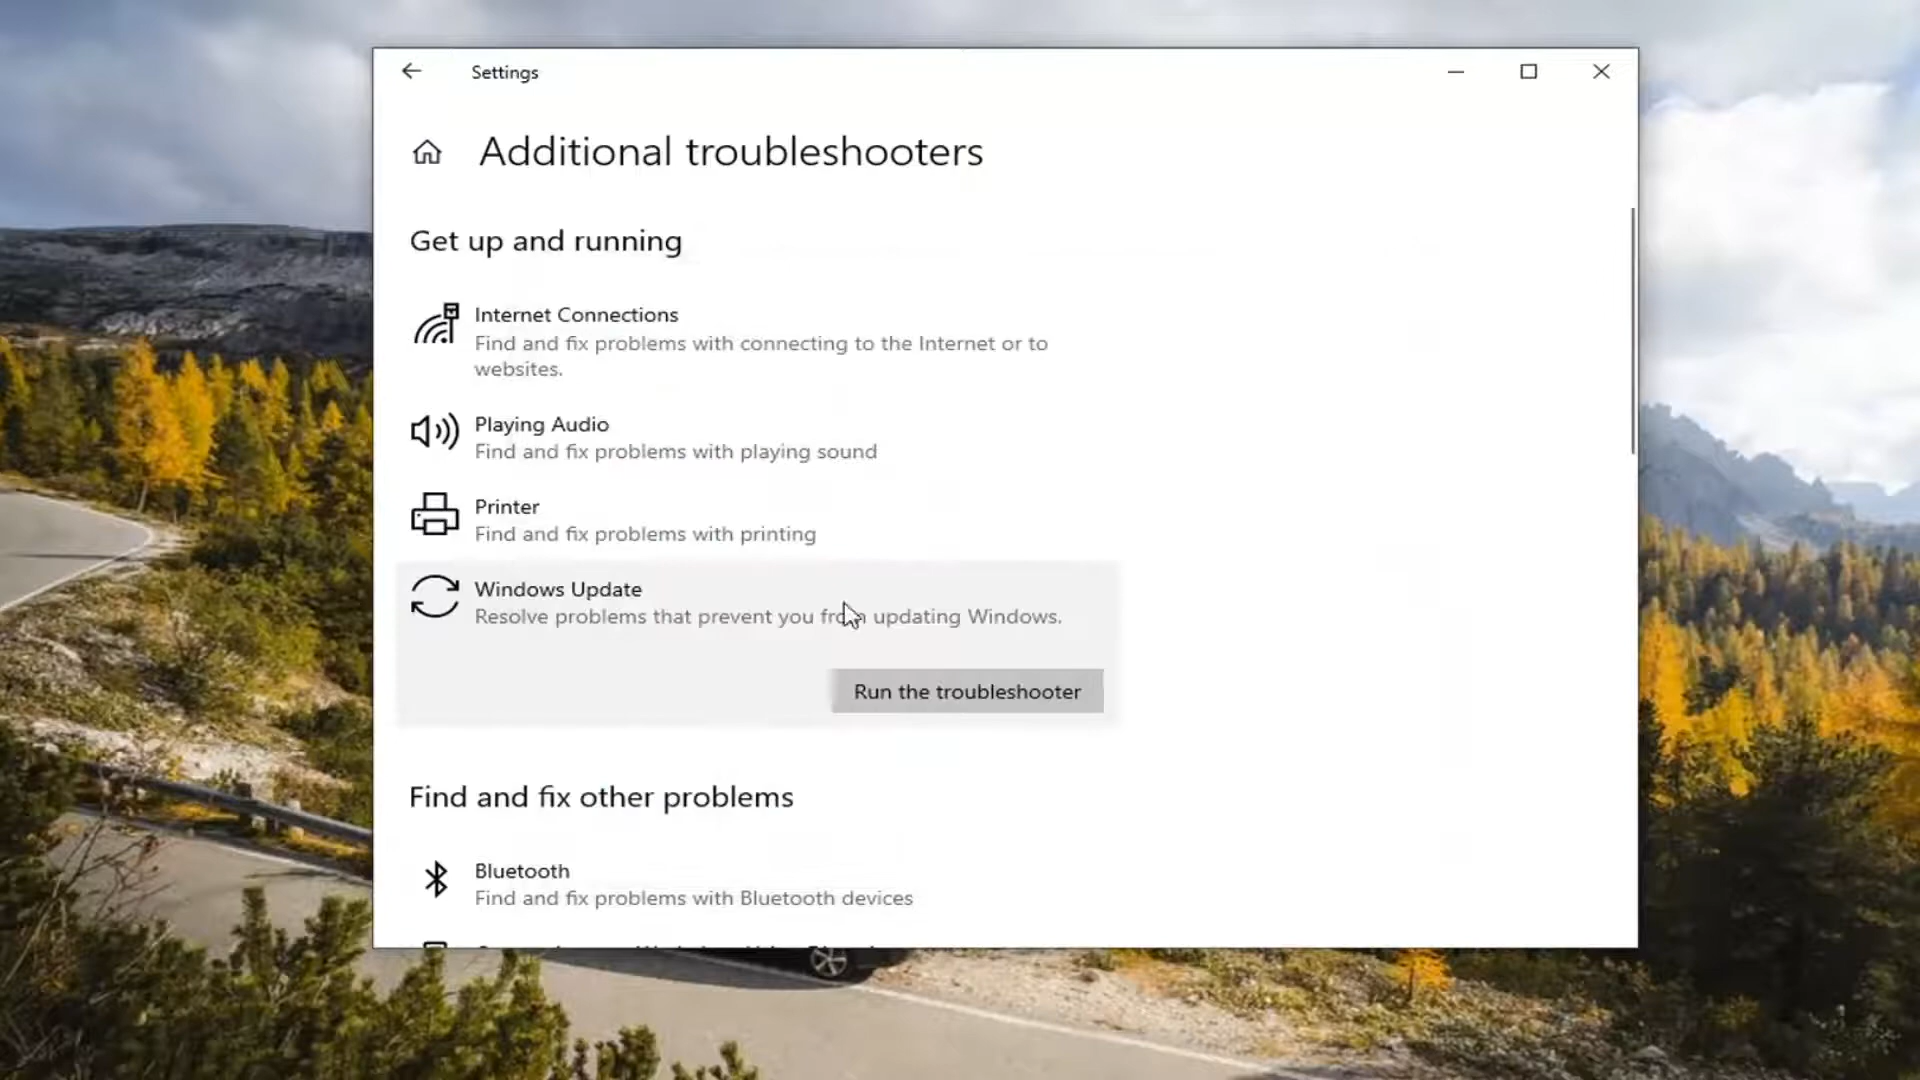 Settings
Additional troubleshooters
Get up and running
Internet Connections
Find and fix problems with connecting to the Internet or to
websites.
Playing Audio
Find and fix problems with playing sound
Printer
Find and fix problems with printing
Windows Update
Resolve problems that prevent you from updating Windows.
Run the troubleshooter
Find and fix other problems
Bluetooth
Find and fix problems with Bluetooth devices